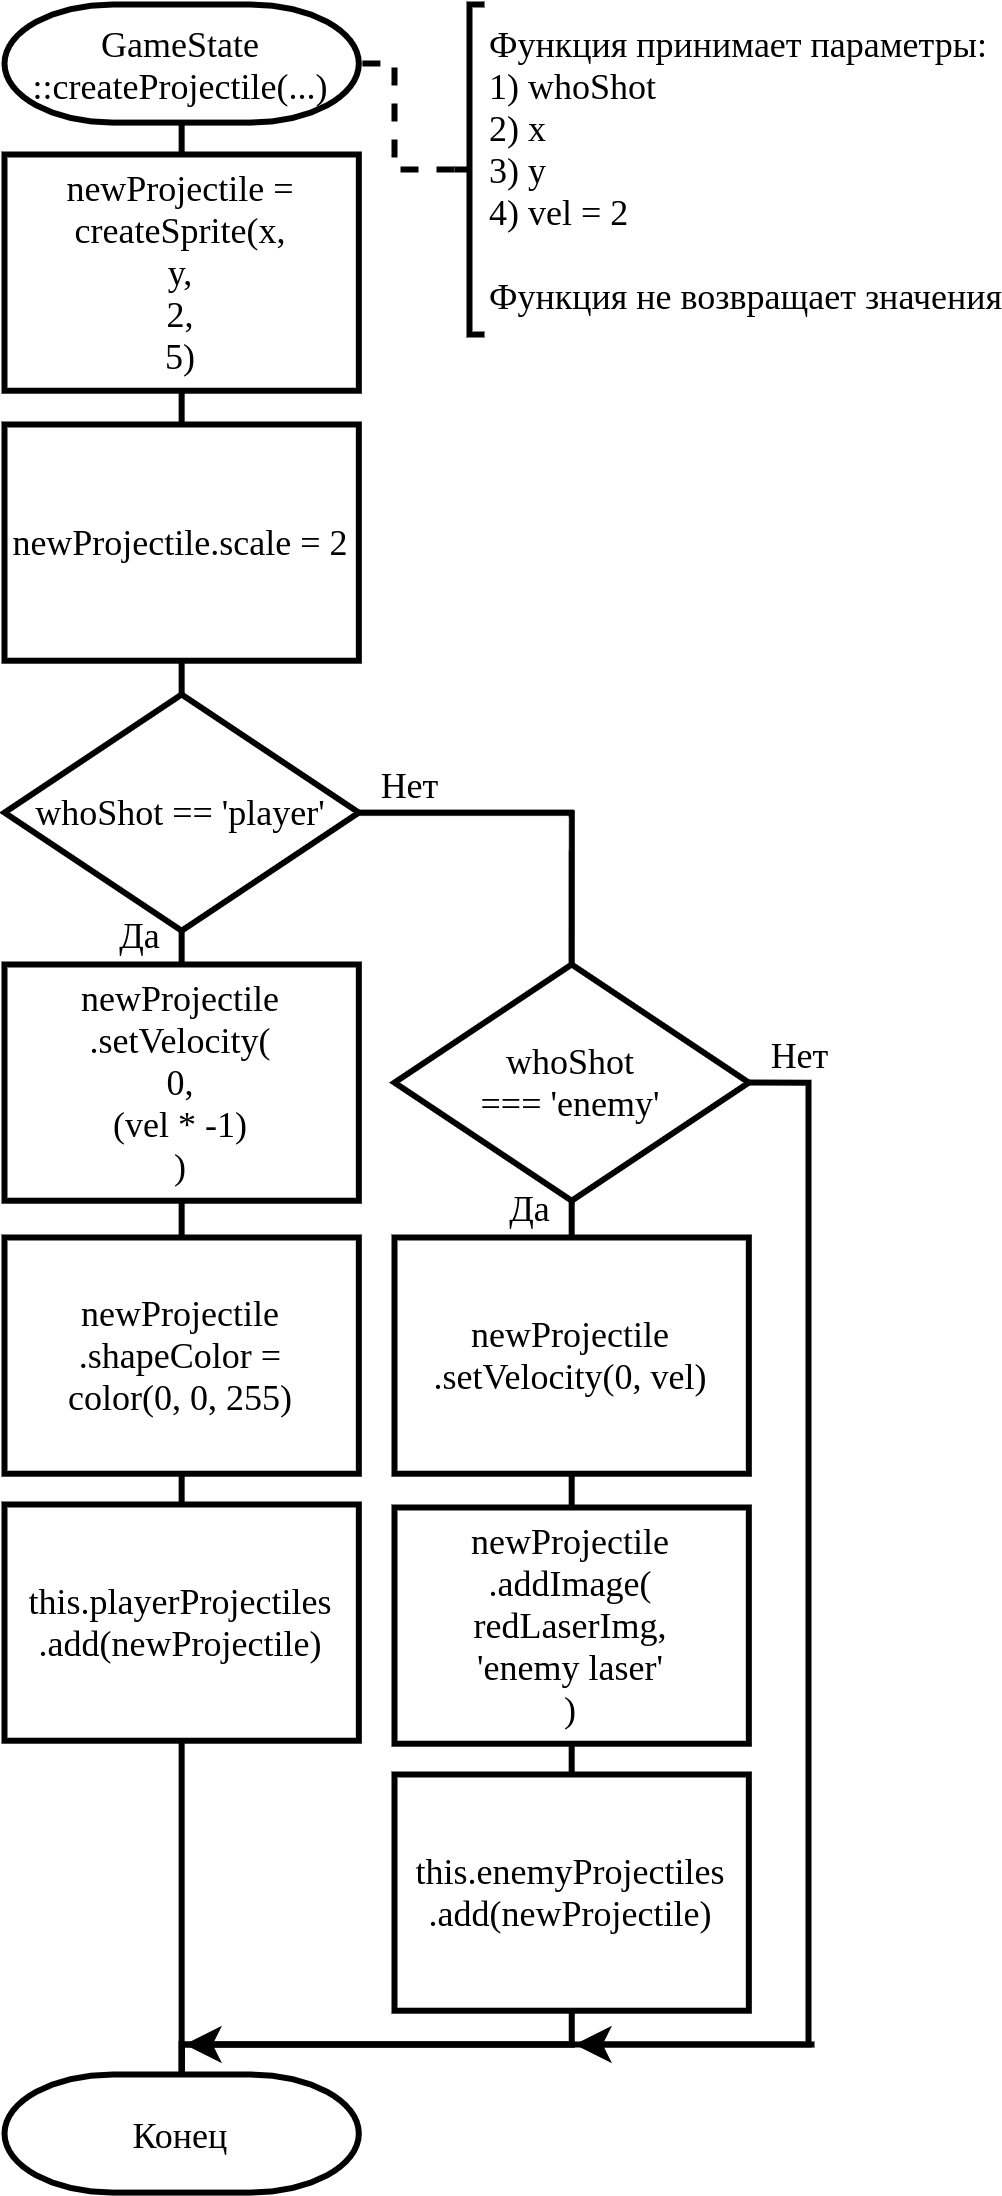 GameState
::createProjectile(...)
Функция принимает параметры:
1) whoShot
2) x
3) y
4) vel = 2
Функция не возвращает значения
newProjectile =
createSprite(x,
y,
2,
5)
newProjectile.scale = 2
whoShot == 'player'
Нет
Да
newProjectile
.setVelocity(
0,
(vel * -1)
)
whoShot
=== 'enemy'
Нет
Да
newProjectile
.shapeColor =
color(0, 0, 255)
newProjectile
.setVelocity(0, vel)
this.playerProjectiles
.add(newProjectile)
newProjectile
.addImage(
redLaserImg,
'enemy laser'
)
this.enemyProjectiles
.add(newProjectile)
Конец